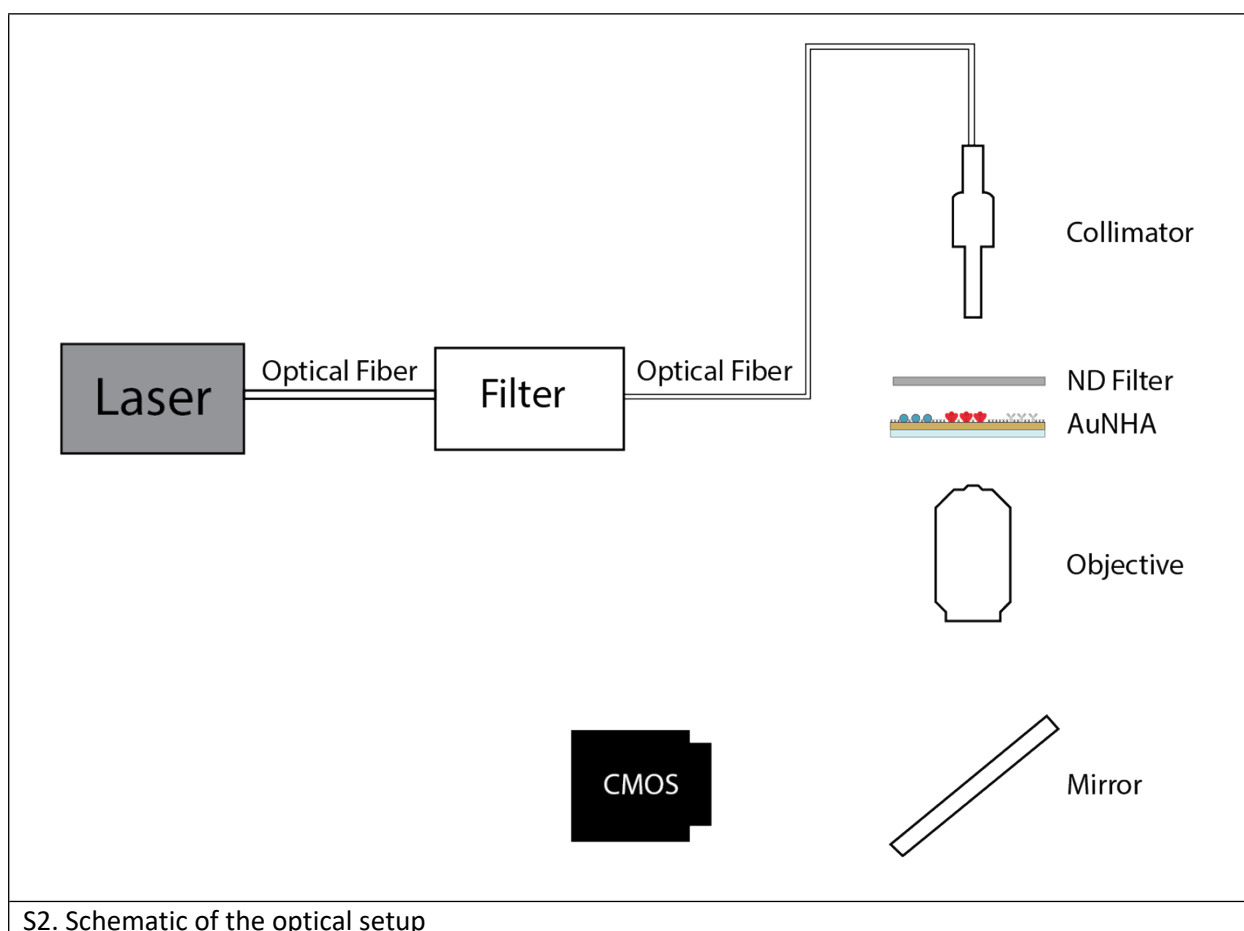 Collimator
Optical Fiber
Optical Fiber
Laser
Filter
ND Filter
AuNHA
Objective
CMOS
Mirror
S2. Schematic of the optical setup